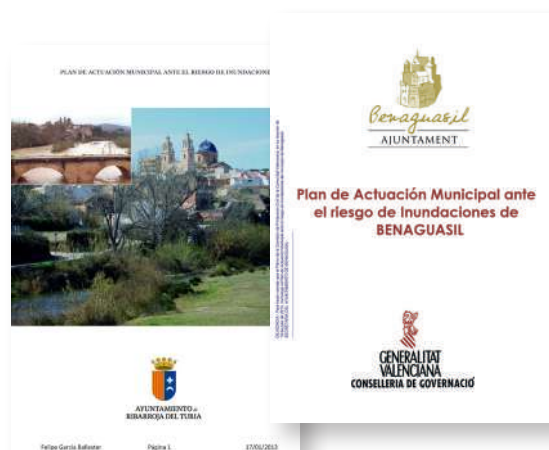 PLAN DE ACTUACIÓN MUNICIPAL ANTE EL RIESGO DE INUNDACIONE
AYUNTAMIENTO de
RIBARROJA DEL TURIA
Felipe García Ballester
Página 1
17/01/2013
Benaguasil
AJUNTAMENT
Plan de Actuación Municipal ante
el riesgo de Inundaciones de
BENAGUASIL
GENERALITAT
VALENCIANA
CONSELLERIA DE GOVERNACIÓ